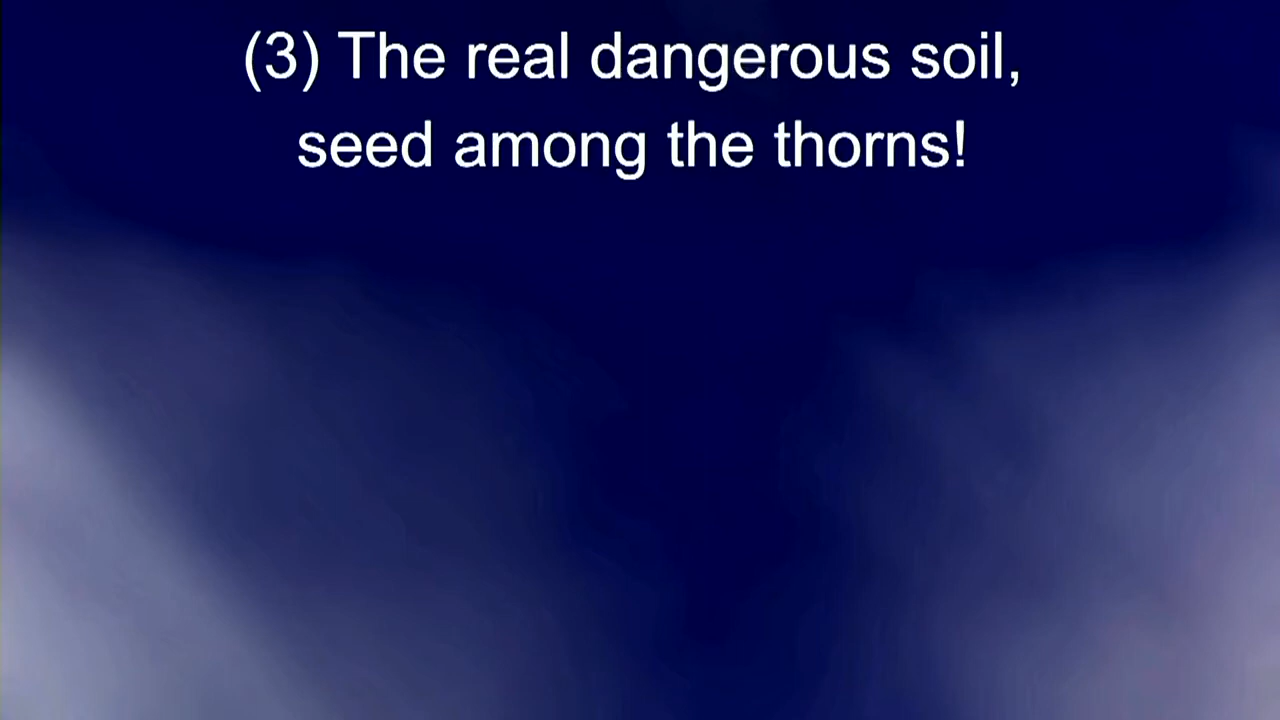 (3) The real dangerous soil,
seed among the thorns!